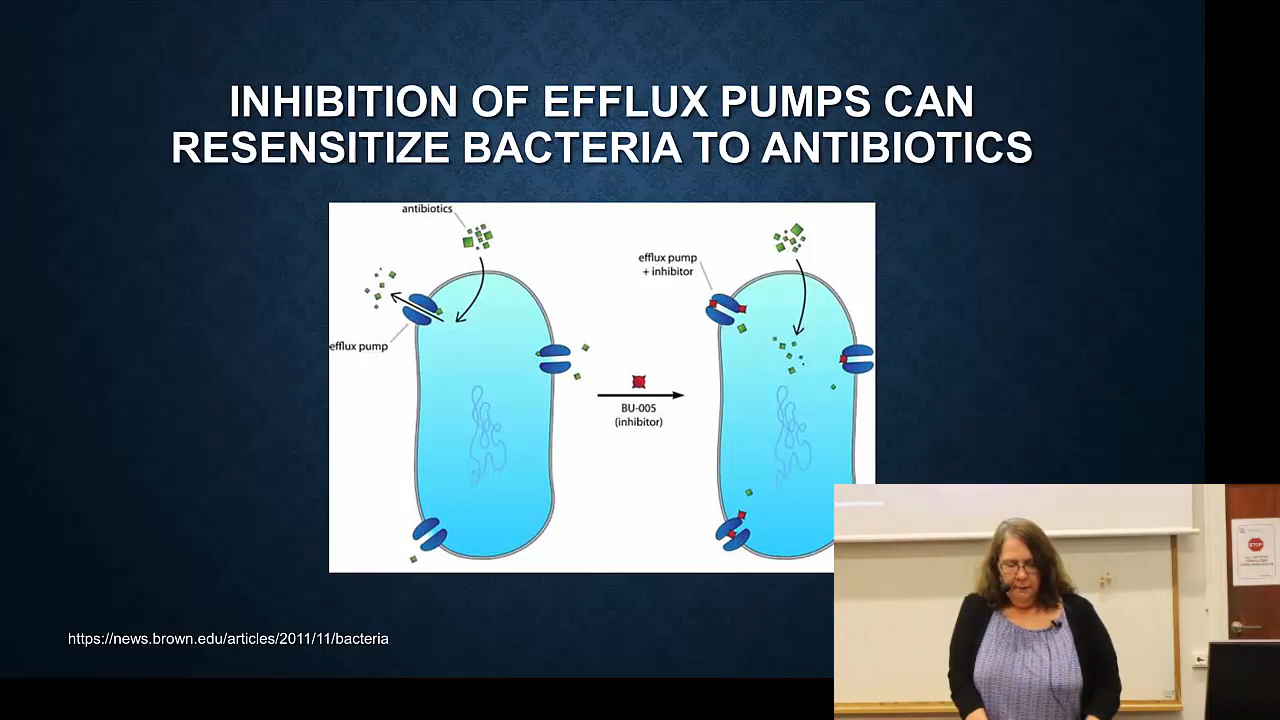 INHIBITION OF EFFLUX PUMPS CAN
RESENSITIZE BACTERIA TO ANTIBIOTICS
antibiotics
efflux pump
+ inhibitor
efflux pump
BU-005
(inhibitor)
https://news.brown.edu/articles/2011/11/bacteria
STOP